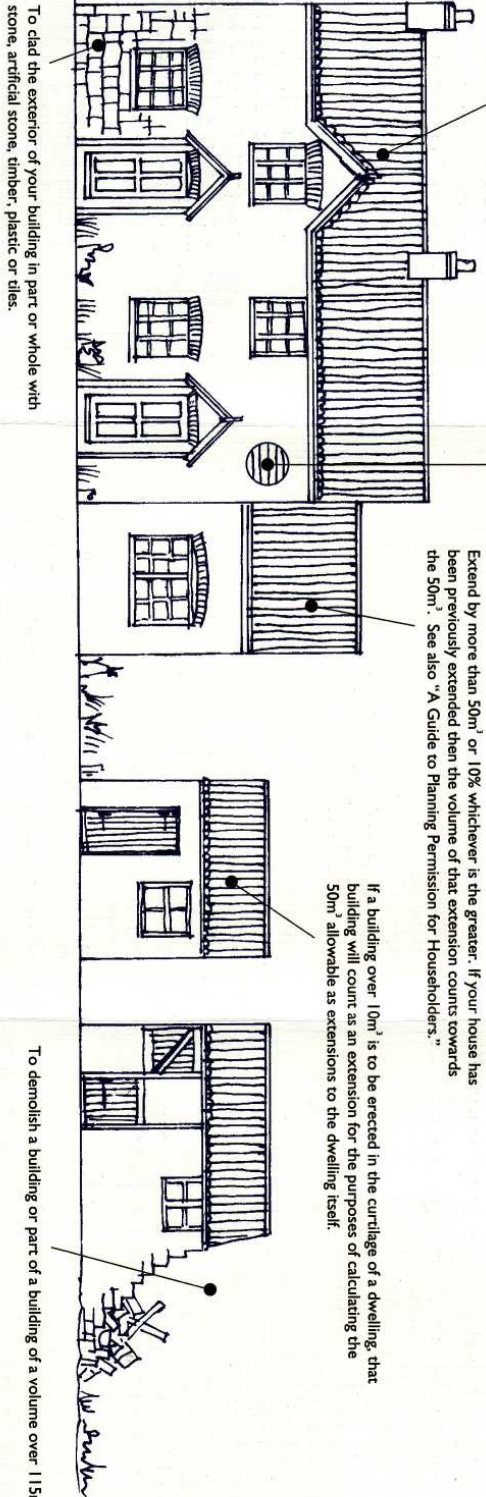 Extend by more than 50m³ or 10% whichever is the greater. If your house has
been previously extended then the volume of that extension counts towards
the 50m³. See also "A Guide to Planning Permission for Householders."
If a building over 10m³ is to be erected in the curtilage of a dwelling, that
building will count as an extension for the purposes of calculating the
50m³ allowable as extensions to the dwelling itself.
To clad the exterior of your building in part or whole with
stone, artificial stone, timber, plastic or tiles.
To demolish a building or part of a building of a volume over 115